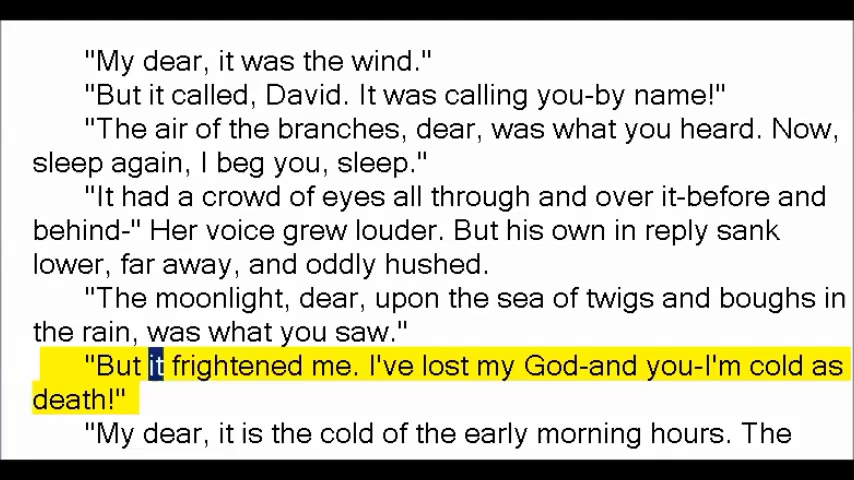 "My dear, it was the wind."
"But it called, David. It was calling you-by name!"
"The air of the branches, dear, was what you heard. Now,
sleep again, I beg you, sleep."
"It had a crowd of eyes all through and over it-before and
behind-" Her voice grew louder. But his own in reply sank
lower, far away, and oddly hushed.
"The moonlight, dear, upon the sea of twigs and boughs in
the rain, was what you saw."
"But it frightened me. I've lost my God-and you-I'm cold as
death!"
"My dear, it is the cold of the early morning hours. The